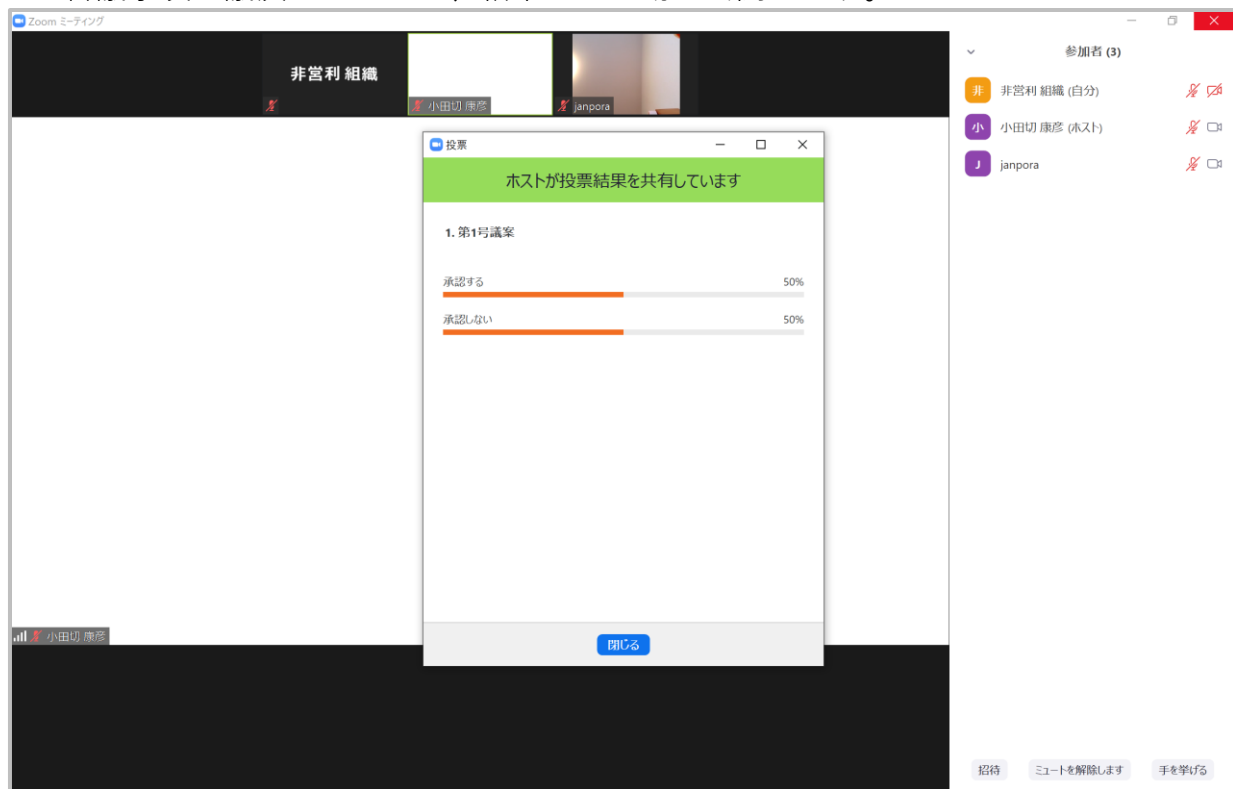 Zoom ミーティング
非営利 組織
小田切 康彦
janpora
投票
ホストが投票結果を共有しています
1. 第1号議案
承認する 50%
承認しない 50%
閉じる
小田切 康彦
参加者 (3)
非 非営利 組織 (自分)
小 小田切 康彦 (ホスト)
J janpora
招待 ミュートを解除します 手を挙げる